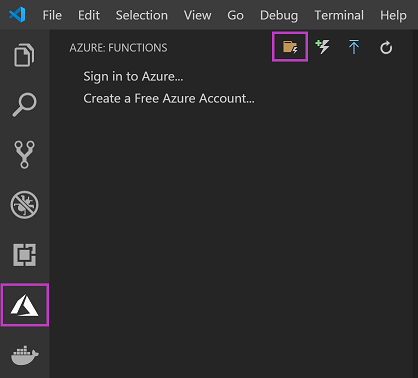 File Edit Selection View Go Debug Terminal Help
AZURE: FUNCTIONS
Sign in to Azure...
Create a Free Azure Account...